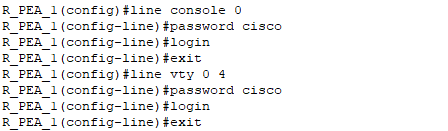 R_PEA_1(config)#line console 0
R_PEA_1(config-line)#password cisco
R_PEA_1(config-line)#login
R_PEA_1(config-line)#exit
R_PEA_1(config)#line vty 0 4
R_PEA_1(config-line)#password cisco
R_PEA_1(config-line)#login
R_PEA_1(config-line)#exit